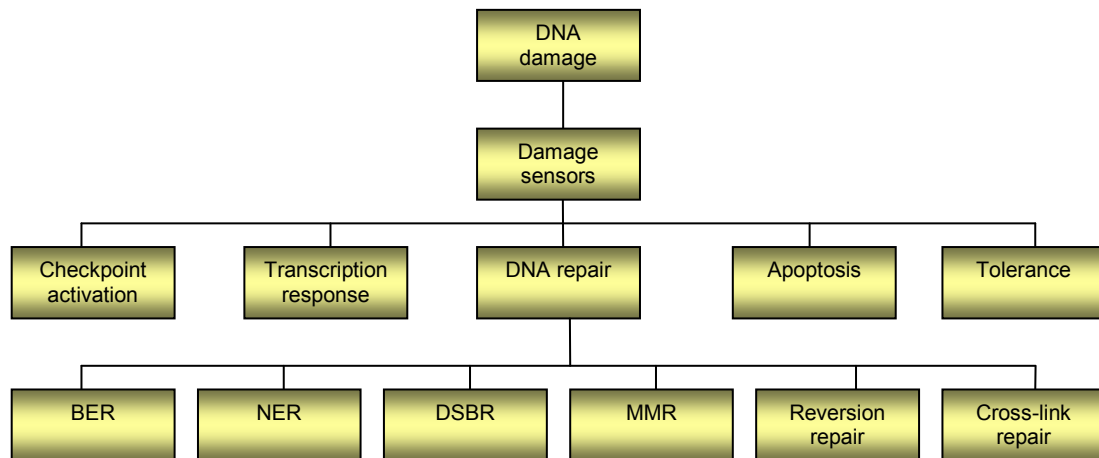 DNA
damage
Damage
sensors
Checkpoint
activation
Transcription
response
DNA repair
Apoptosis
Tolerance
BER
NER
DSBR
MMR
Reversion
repair
Cross-link
repair